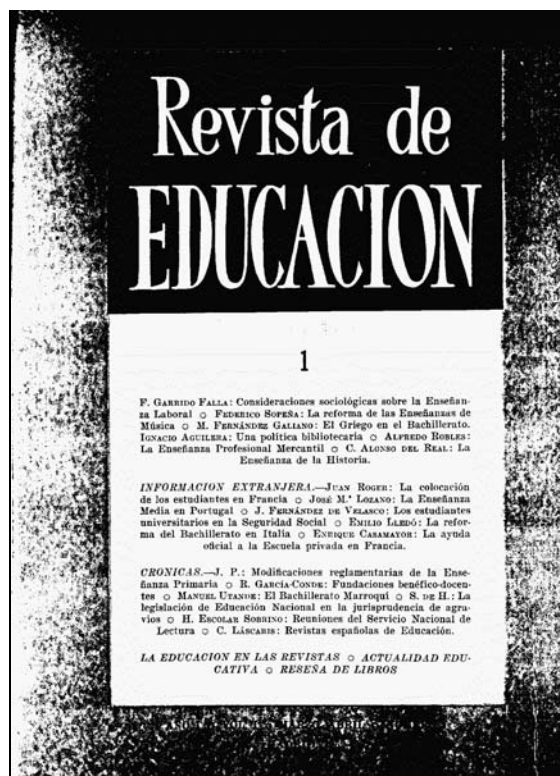 Revista de
EDUCACION
1
F. GARRIDO FALLA: Consideraciones sociológicas sobre la Enseñan-
za Laboral ○ FEDERICO SOPEÑA: La reforma de las Enseñanzas de
Música ○ M. FERNÁNDEZ GALIANO: El Griego en el Bachillerato.
IGNACIO AGUILERA: Una política bibliotecaria ○ ALFREDO ROBLES:
La Enseñanza Profesional Mercantil ○ C. ALONSO DEL REAL: La
Enseñanza de la Historia.
INFORMACION EXTRANJERA.—JUAN ROGER: La colocación
de los estudiantes en Francia ○ JOSÉ M.ª LOZANO: La Enseñanza
Media en Portugal ○ J. FERNÁNDEZ DE VELASCO: Los estudiantes
universitarios en la Seguridad Social ○ EMILIO LLEDÓ: La refor-
ma del Bachillerato en Italia ○ ENRIQUE CASAMAYOR: La ayuda
oficial a la Escuela privada en Francia.
CRONICAS.—J. P.: Modificaciones reglamentarias de la Ense-
ñanza Primaria ○ R. GARCÍA-CONDE: Fundaciones benéfico-docen-
tes ○ MANUEL UTANDE: El Bachillerato Marroquí ○ S. DE H.: La
legislación de Educación Nacional en la jurisprudencia de agra-
vios ○ H. ESCOLAR SOBRINO: Reuniones del Servicio Nacional de
Lectura ○ C. LÁSCARIS: Revistas españolas de Educación.
LA EDUCACION EN LAS REVISTAS ○ ACTUALIDAD EDU-
CATIVA ○ RESEÑA DE LIBROS